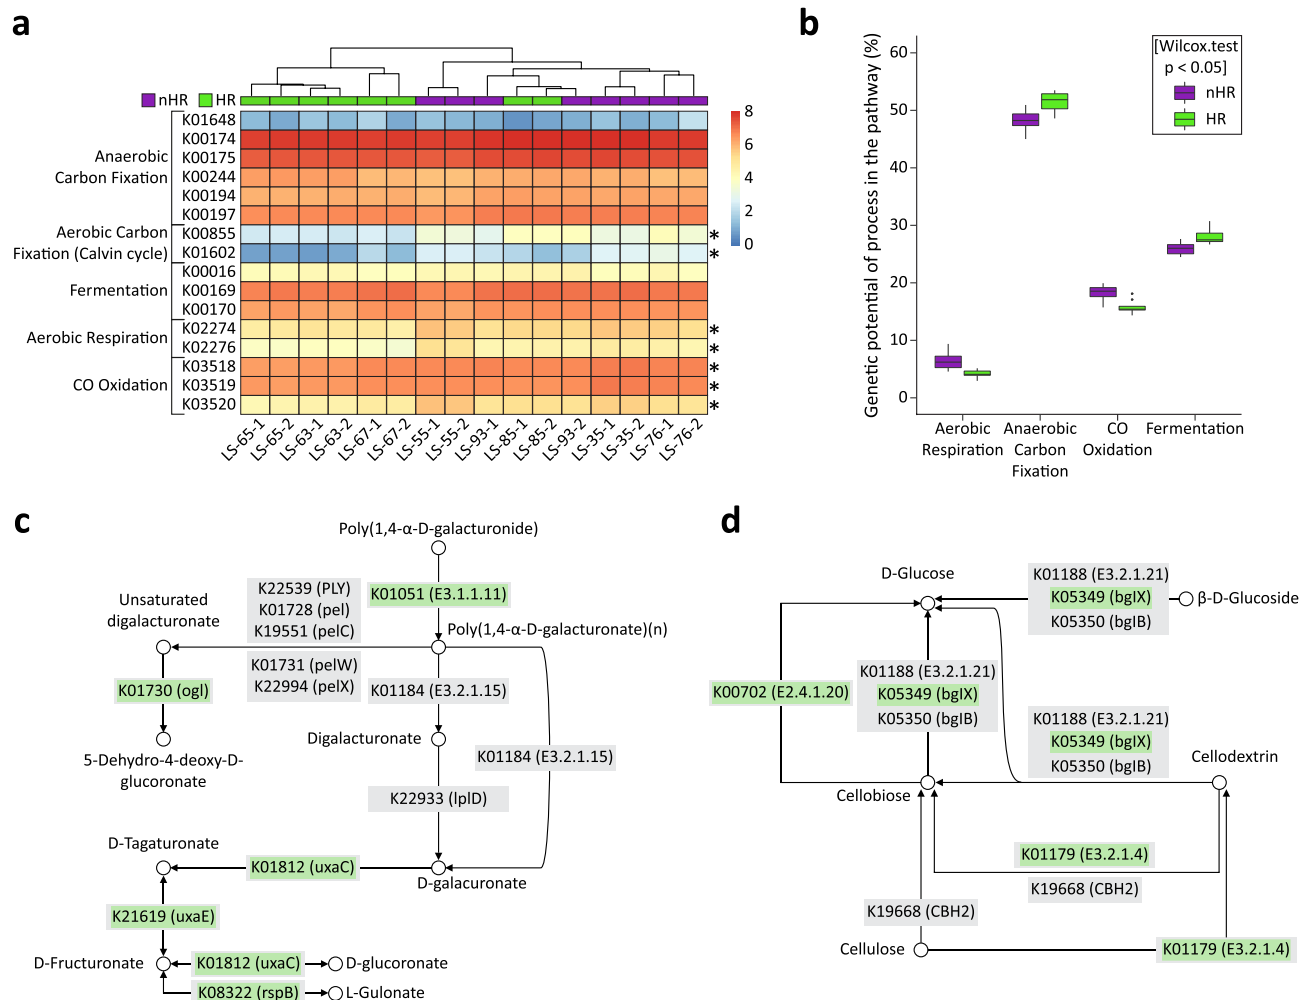 a
nHR
HR
K01648
K00174
K00175
K00244
K00194
K00197
K00855
K01602
K00016
K00169
K00170
K02274
K02276
K03518
K03519
K03520
Anaerobic
Carbon Fixation
Aerobic Carbon
Fixation (Calvin cycle)
Fermentation
Aerobic Respiration
CO Oxidation
*
*
*
*
*
*
*
8
6
4
2
0
LS-65-1
LS-65-2
LS-63-1
LS-63-2
LS-67-1
LS-67-2
LS-55-1
LS-55-2
LS-93-1
LS-85-1
LS-85-2
LS-93-2
LS-35-1
LS-35-2
LS-76-1
LS-76-2
b
Genetic potential of process in the pathway (%)
60
50
30
20
10
0
[Wilcox.test
p < 0.05]
nHR
HR
Aerobic
Respiration
Anaerobic
Carbon
Fixation
CO
Oxidation
Fermentation
c
Poly(1,4-α-D-galacturonide)
K01051 (E3.1.1.11)
K22539 (PLY)
K01728 (pel)
K19551 (pelC)
Unsaturated
digalacturonate
Poly(1,4-α-D-galacturonate)(n)
K01731 (pelW)
K22994 (pelX)
K01184 (E3.2.1.15)
K01730 (ogl)
Digalacturonate
K01184 (E3.2.1.15)
5-Dehydro-4-deoxy-D-
glucoronate
K22933 (lplD)
D-Tagaturonate
K01812 (uxaC)
D-galacuronate
K21619 (uxaE)
D-Fructuronate
K01812 (uxaC)
D-glucoronate
K08322 (rspB)
L-Gulonate
d
D-Glucose
K01188 (E3.2.1.21)
K05349 (bglX)
K05350 (bglB)
β-D-Glucoside
K00702 (E2.4.1.20)
K01188 (E3.2.1.21)
K05349 (bglX)
K05350 (bglB)
K01188 (E3.2.1.21)
K05349 (bglX)
K05350 (bglB)
Cellodextrin
Cellobiose
K01179 (E3.2.1.4)
K19668 (CBH2)
K19668 (CBH2)
Cellulose
K01179 (E3.2.1.4)